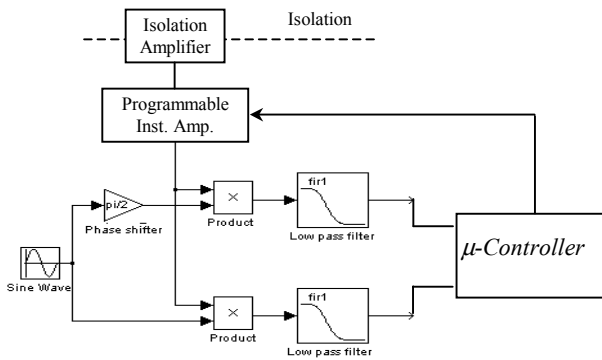 Isolation
Amplifier
Isolation
Programmable
Inst. Amp.
pi/2
Phase shifter
Sine Wave
×
Product
fir1
Low pass filter
×
Product
fir1
Low pass filter
μ-Controller